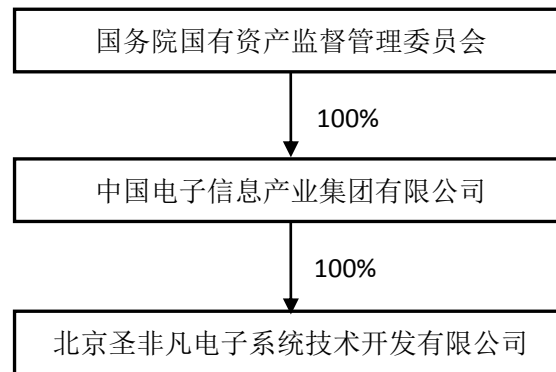 国务院国有资产监督管理委员会
100%
中国电子信息产业集团有限公司
100%
北京圣非凡电子系统技术开发有限公司